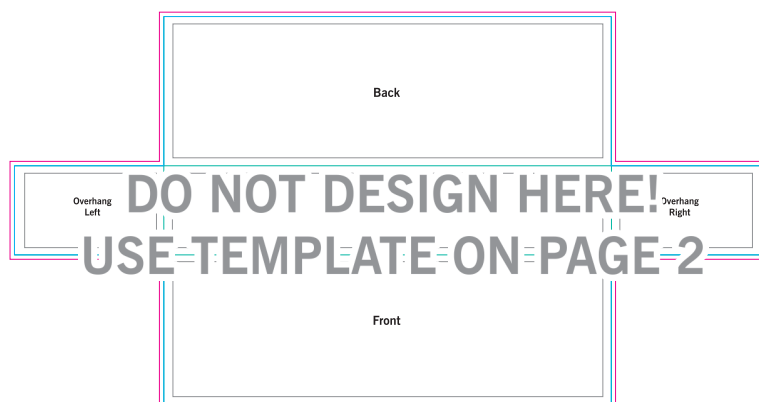 Back
Overhang
Left
DO NOT DESIGN HERE!
Overhang
Right
USE TEMPLATE ON PAGE 2
Front